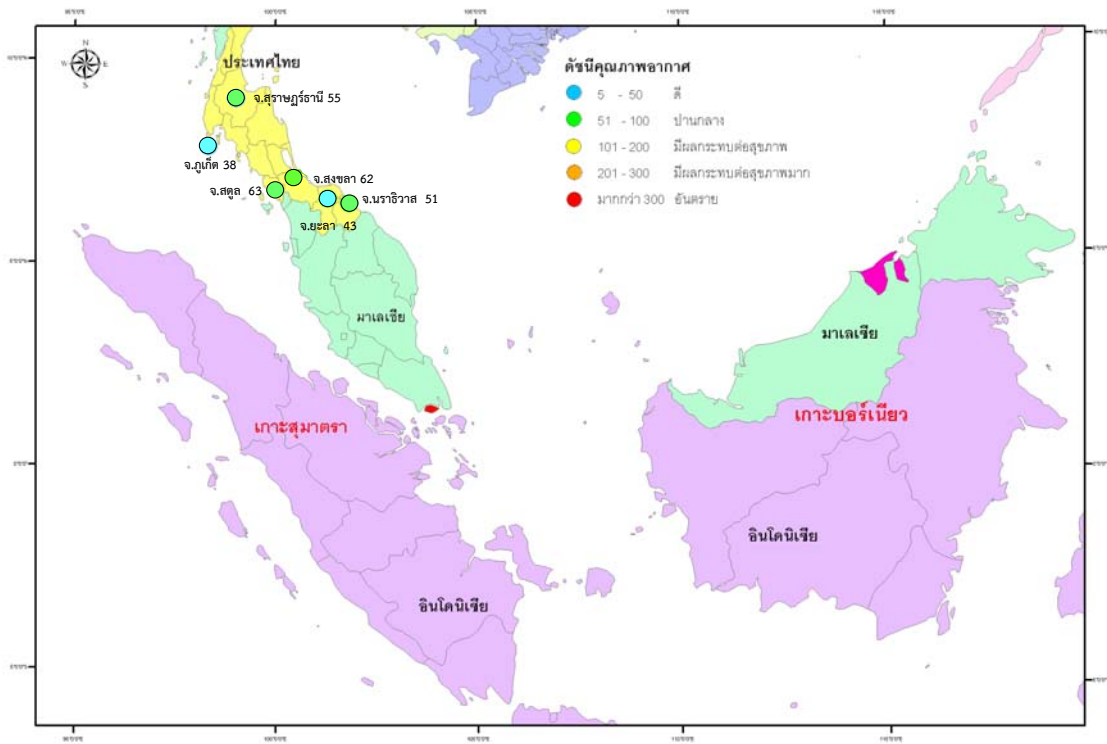 N
W
E
S
ประเทศไทย
ดัชนีคุณภาพอากาศ
5 - 50 ดี
51 - 100 ปานกลาง
101 - 200 มีผลกระทบต่อสุขภาพ
201 - 300 มีผลกระทบต่อสุขภาพมาก
มากกว่า 300 อันตราย
จ.สุราษฎร์ธานี 55
จ.ภูเก็ต 38
จ.สงขลา 62
จ.สตูล 63
จ.นราธิวาส 51
จ.ยะลา 43
มาเลเซีย
มาเลเซีย
เกาะสุมาตรา
เกาะบอร์เนียว
อินโดนิเซีย
อินโดนิเซีย